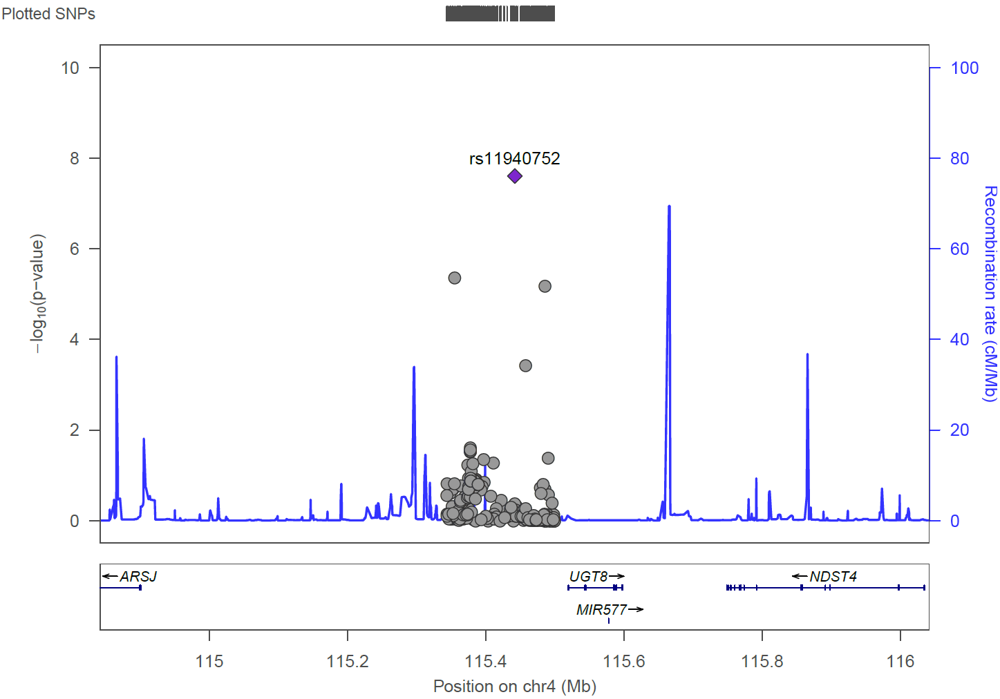 Plotted SNPs
10
8
6
4
2
0
−log10(p−value)
rs11940752
100
80
60
40
20
0
Recombination rate (cM/Mb)
←ARSJ
UGT8→
←NDST4
MIR577→
115
115.2
115.4
115.6
115.8
116
Position on chr4 (Mb)